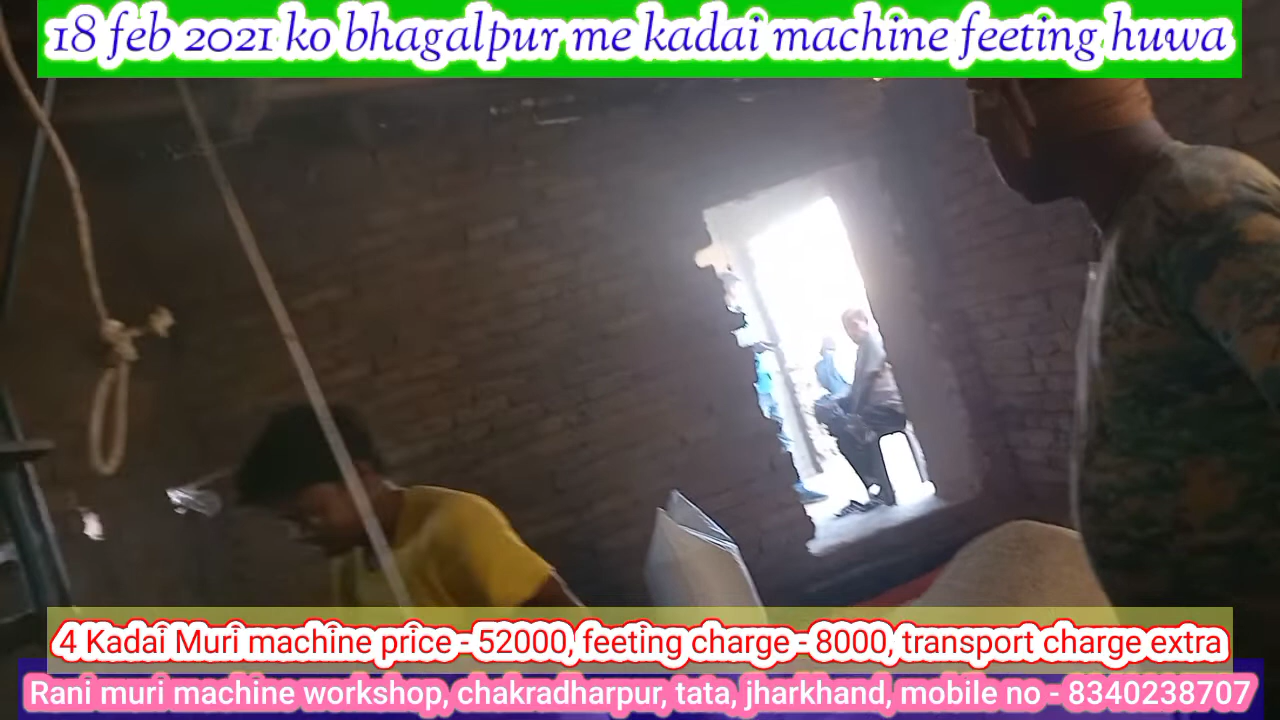 18 feb 2021 ko bhagalpur me kadai machine feeting huwa
4 Kadai Muri machine price - 52000, feeting charge - 8000, transport charge extra
Rani muri machine workshop, chakradharpur, tata, jharkhand, mobile no - 8340238707